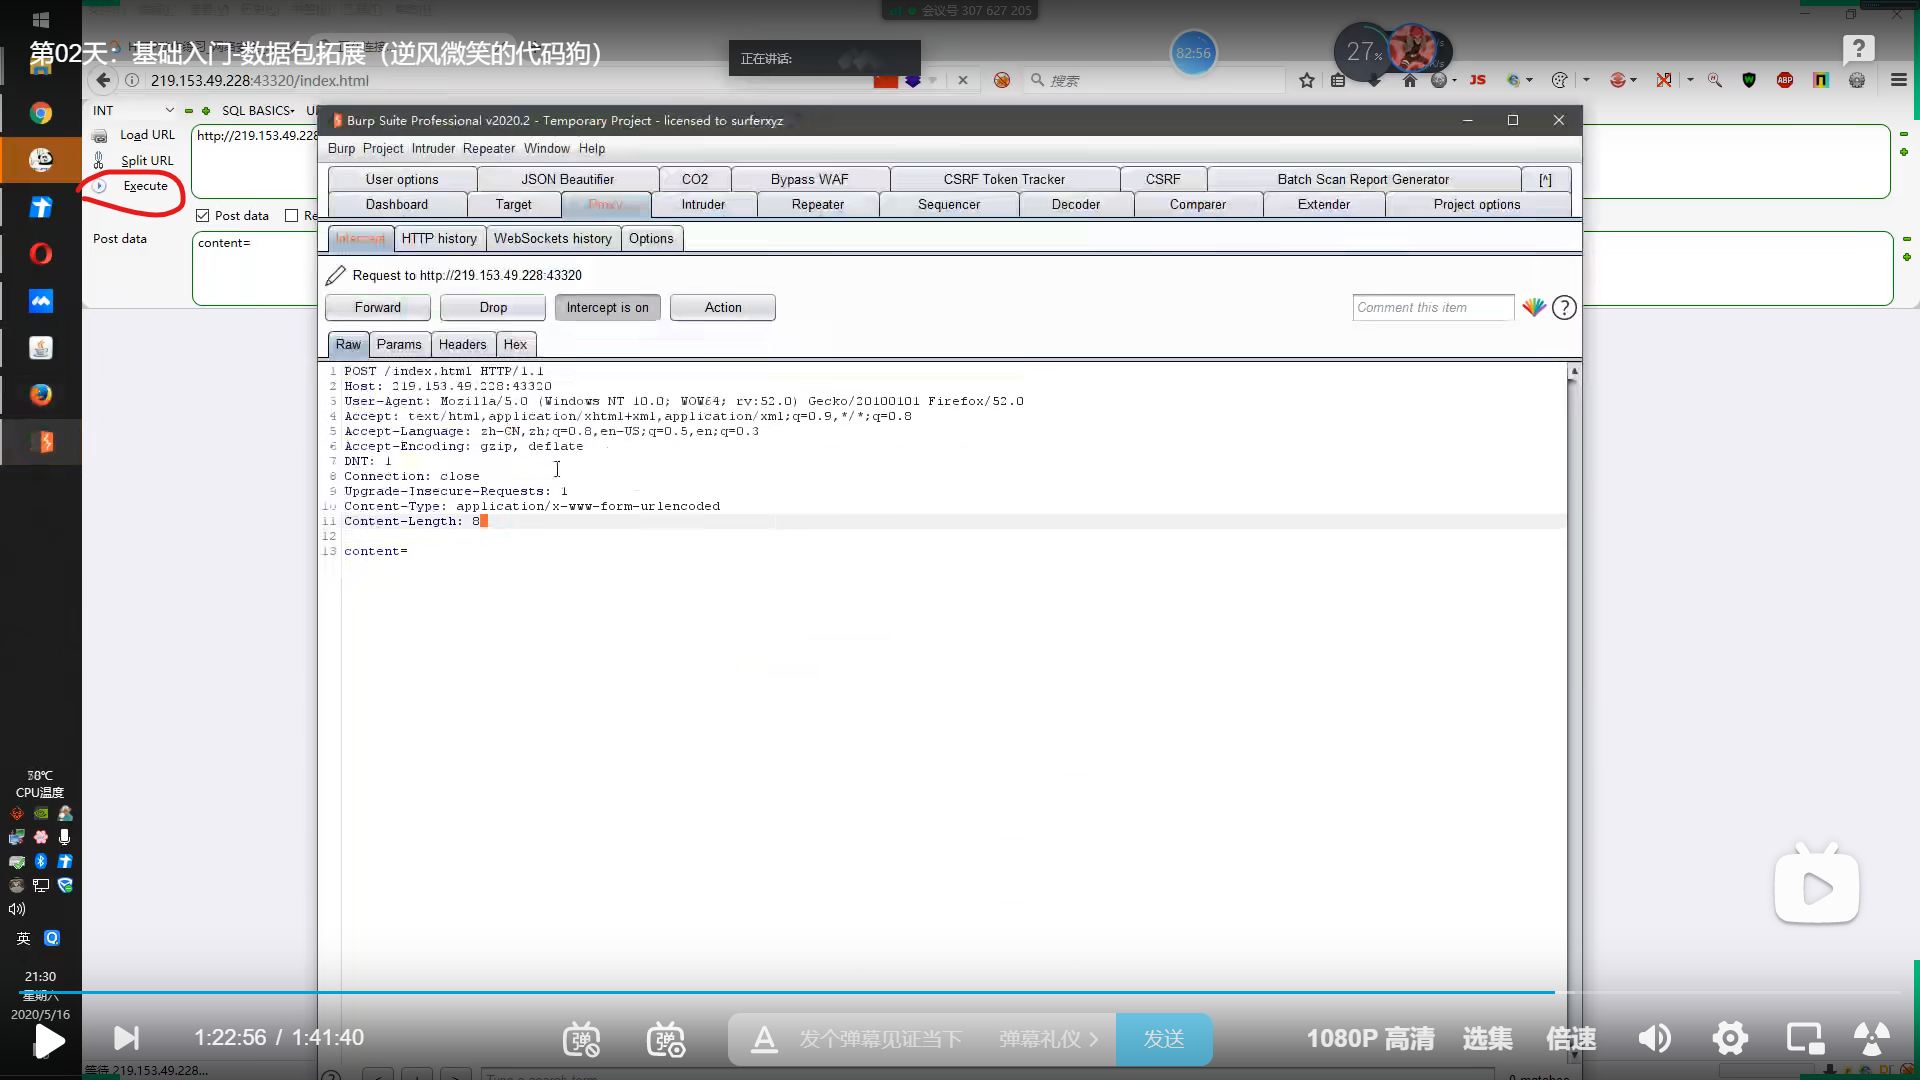 会议号 307 627 205
第02天：基础入门-数据包拓展（逆风微笑的代码狗）
正在讲话:
82:56
27%
219.153.49.228:43320/index.html
搜索
JS
ABP
INT
SQL BASICS
Load URL
http://219.153.49.228
Split URL
Execute
Post data
Re
Post data
content=
Burp Suite Professional v2020.2 - Temporary Project - licensed to surferxyz
Burp Project Intruder Repeater Window Help
User options JSON Beautifier CO2 Bypass WAF CSRF Token Tracker CSRF Batch Scan Report Generator [^]
Dashboard Target Proxy Intruder Repeater Sequencer Decoder Comparer Extender Project options
Intercept HTTP history WebSockets history Options
Request to http://219.153.49.228:43320
Forward Drop Intercept is on Action Comment this item
Raw Params Headers Hex
1 POST /index.html HTTP/1.1
2 Host: 219.153.49.228:43320
3 User-Agent: Mozilla/5.0 (Windows NT 10.0; WOW64; rv:52.0) Gecko/20100101 Firefox/52.0
4 Accept: text/html,application/xhtml+xml,application/xml;q=0.9,*/*;q=0.8
5 Accept-Language: zh-CN,zh;q=0.8,en-US;q=0.5,en;q=0.3
6 Accept-Encoding: gzip, deflate
7 DNT: 1
8 Connection: close
9 Upgrade-Insecure-Requests: 1
10 Content-Type: application/x-www-form-urlencoded
11 Content-Length: 8
12
13 content=
CPU温度
英
21:30
星期六
2020/5/16
1:22:56 / 1:41:40
发个弹幕见证当下 弹幕礼仪 >
发送
1080P 高清 选集 倍速
等待 219.153.49.228...
Type a search term
0 matches